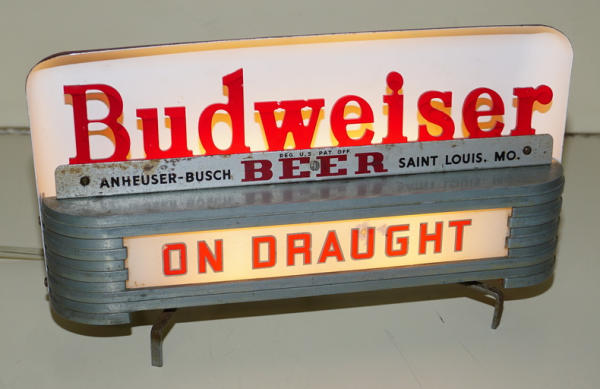 Budweiser
REG. U.S. PAT. OFF.
ANHEUSER-BUSCH BEER SAINT LOUIS, MO.
ON DRAUGHT